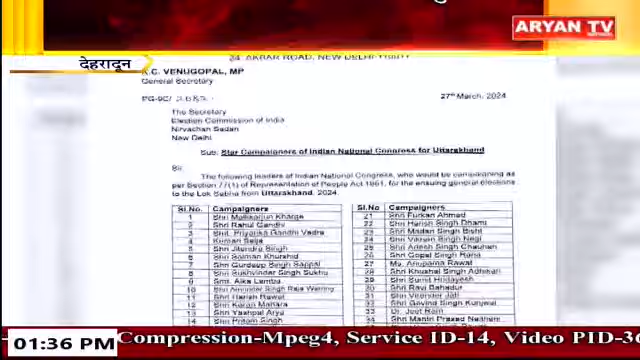 ARYAN TV
देहरादून
24, AKBAR ROAD, NEW DELHI-110011
K.C. VENUGOPAL, MP
General Secretary
27th March, 2024
The Secretary
Election Commission of India
Nirvachan Sadan
New Delhi
Sub: Star Campaigners of Indian National Congress for Uttarakhand
Sir
The following leaders of Indian National Congress, who would be campaigning as
per Section 77(1) of Representation of People Act 1951, for the ensuing general elections
to the Lok Sabha from Uttarakhand, 2024.
Sl.No. Campaigners
1 Shri Mallikarjun Kharge
2 Shri Rahul Gandhi
3 Smt. Priyanka Gandhi Vadra
4 Kumari Selja
5 Shri Jitendra Singh
6 Shri Salman Khurshid
7 Shri Gurdeep Singh Sappal
8 Shri Sukhvinder Singh Sukhu
9 Smt. Alka Lamba
10 Shri Amrinder Singh Raja Warring
11 Shri Harish Rawat
12 Shri Karan Mahara
13 Shri Yashpal Arya
14 Shri Pritam Singh
Sl.No Campaigners
21 Shri Furkan Ahmad
22 Shri Harish Singh Dhami
23 Shri Madan Singh Bisht
24 Shri Vikram Singh Negi
25 Shri Adesh Singh Chauhan
26 Shri Gopal Singh Rana
27 Ms. Anupama Rawat
28 Shri Khushal Singh Adhikari
29 Shri Sumit Hridayesh
30 Shri Ravi Bahadur
31 Shri Virender Jati
32 Shri Govind Singh Kunjwal
33 Dr. Jeet Ram
34 Shri Mantri Prasad Naithani
01:36 PM
Compression-Mpeg4, Service ID-14, Video PID-3